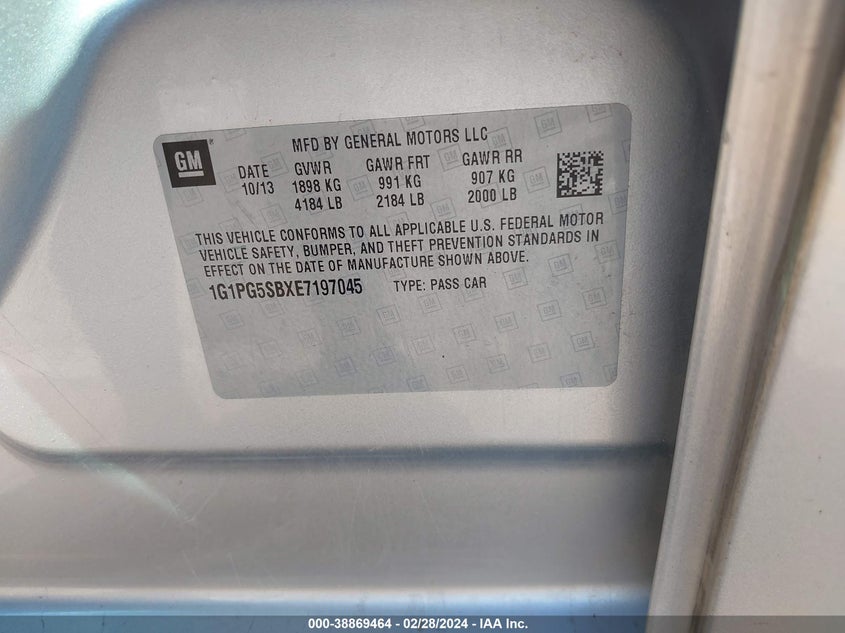 GM
MFD BY GENERAL MOTORS LLC
DATE GVWR GAWR FRT GAWR RR
10/13 1898 KG 991 KG 907 KG
4184 LB 2184 LB 2000 LB
THIS VEHICLE CONFORMS TO ALL APPLICABLE U.S. FEDERAL MOTOR
VEHICLE SAFETY, BUMPER, AND THEFT PREVENTION STANDARDS IN
EFFECT ON THE DATE OF MANUFACTURE SHOWN ABOVE.
1G1PG5SBXE7197045 TYPE: PASS CAR
000-38869464 / 02/28/2024 - IAA Inc.